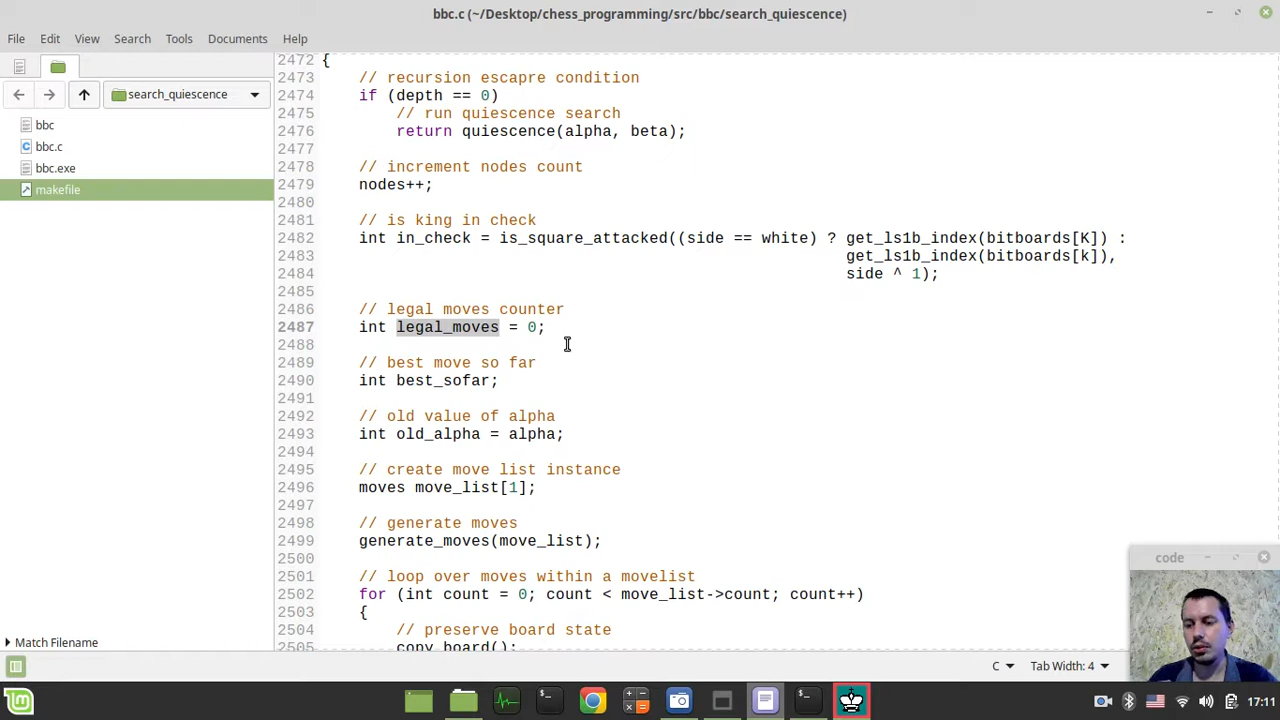 bbc.c (~/Desktop/chess_programming/src/bbc/search_quiescence)
File Edit View Search Tools Documents Help
search_quiescence
bbc
bbc.c
bbc.exe
makefile
Match Filename
2472 {
2473 // recursion escapre condition
2474 if (depth == 0)
2475 // run quiescence search
2476 return quiescence(alpha, beta);
2477
2478 // increment nodes count
2479 nodes++;
2480
2481 // is king in check
2482 int in_check = is_square_attacked((side == white) ? get_ls1b_index(bitboards[K]) :
2483 get_ls1b_index(bitboards[k]),
2484 side ^ 1);
2485
2486 // legal moves counter
2487 int legal_moves = 0;
2488
2489 // best move so far
2490 int best_sofar;
2491
2492 // old value of alpha
2493 int old_alpha = alpha;
2494
2495 // create move list instance
2496 moves move_list[1];
2497
2498 // generate moves
2499 generate_moves(move_list);
2500
2501 // loop over moves within a movelist
2502 for (int count = 0; count < move_list->count; count++)
2503 {
2504 // preserve board state
2505 copy_board();
code
C Tab Width: 4
17:11